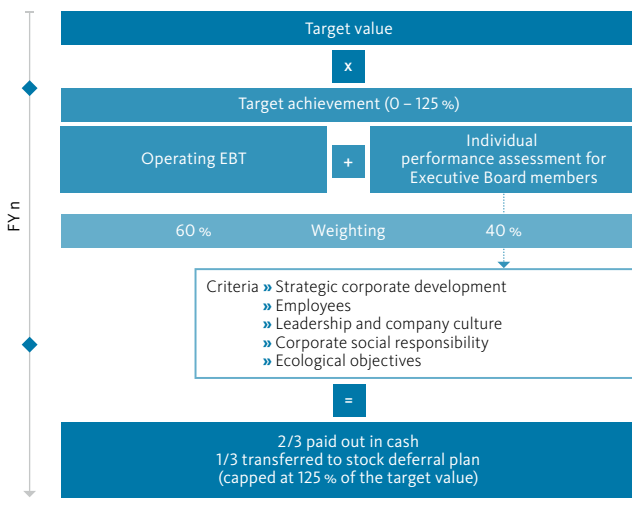 Target value
x
Target achievement (0 – 125 %)
Operating EBT
+
Individual
performance assessment for
Executive Board members
FY n
60 % Weighting 40 %
Criteria » Strategic corporate development
» Employees
» Leadership and company culture
» Corporate social responsibility
» Ecological objectives
=
2/3 paid out in cash
1/3 transferred to stock deferral plan
(capped at 125 % of the target value)